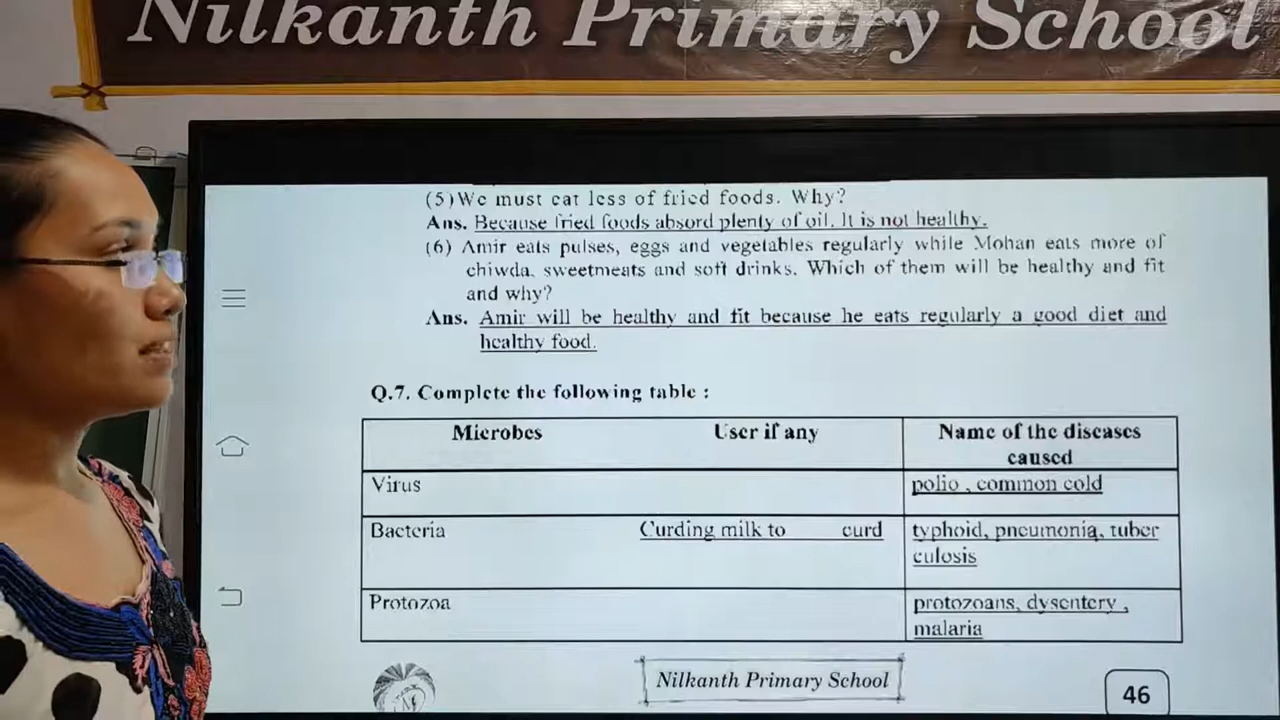 Nilkanth Primary School
(5) We must eat less of fried foods. Why?
Ans. Because fried foods absord plenty of oil. It is not healthy.
(6) Amir eats pulses, eggs and vegetables regularly while Mohan eats more of
chiwda, sweetmeats and soft drinks. Which of them will be healthy and fit
and why?
Ans. Amir will be healthy and fit because he eats regularly a good diet and
healthy food.
Q.7. Complete the following table :
Microbes User if any Name of the diseases
caused
Virus polio , common cold
Bacteria Curding milk to curd typhoid, pneumonia, tuber
culosis
Protozoa protozoans, dysentery ,
malaria
Nilkanth Primary School
46